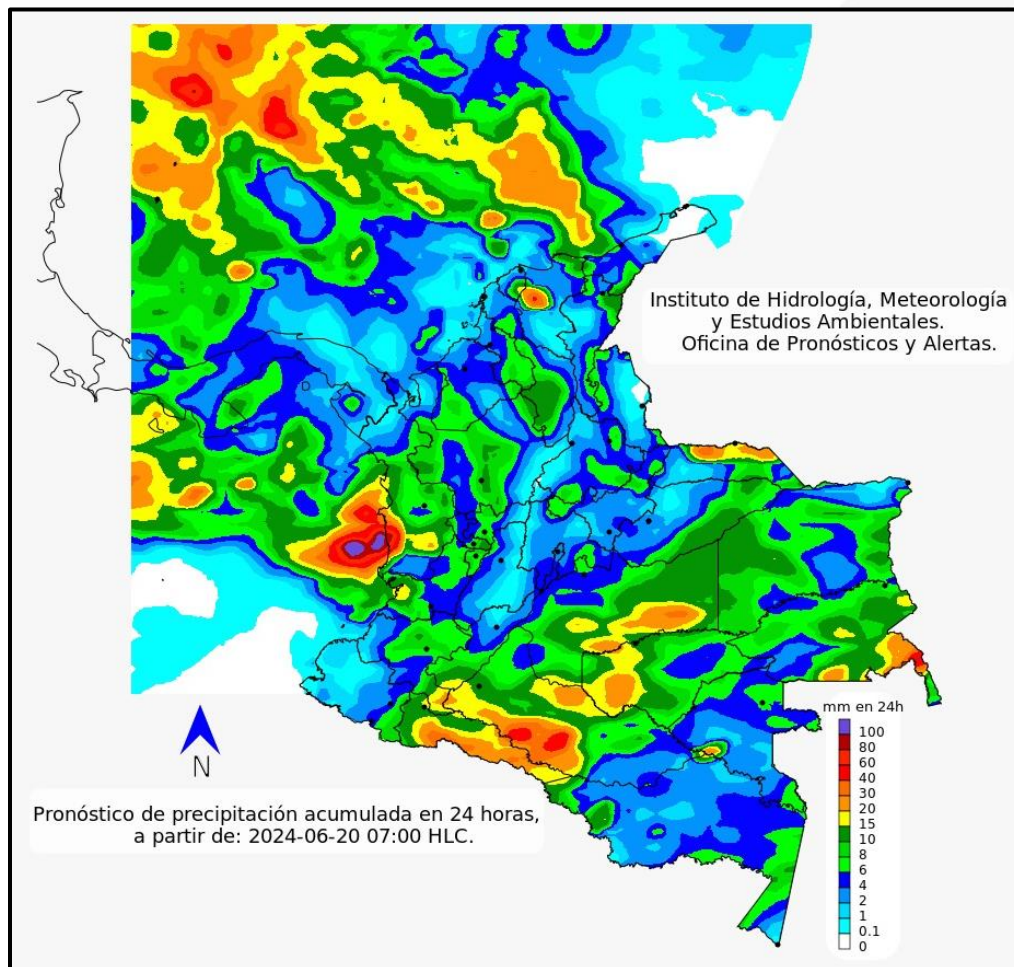 Instituto de Hidrología, Meteorología
y Estudios Ambientales.
Oficina de Pronósticos y Alertas.
mm en 24h
100
80
60
40
30
20
15
10
8
6
4
2
1
0.1
0
N
Pronóstico de precipitación acumulada en 24 horas,
a partir de: 2024-06-20 07:00 HLC.